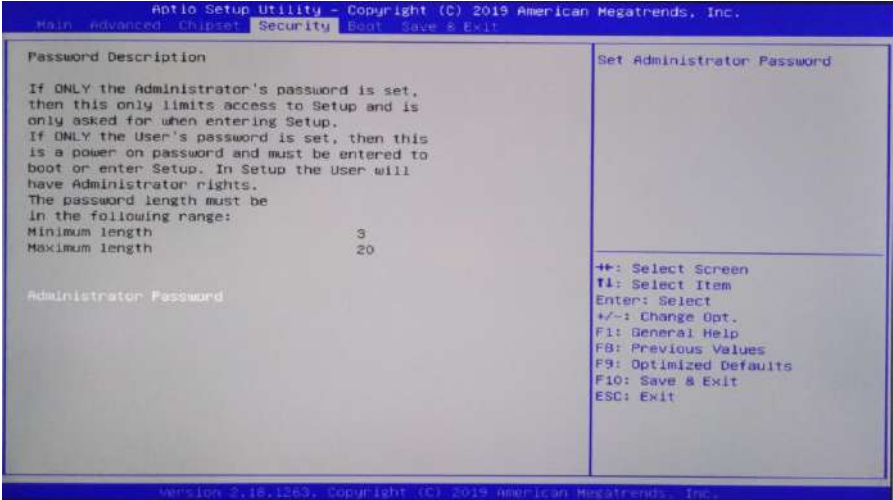 Aptio Setup Utility – Copyright (C) 2019 American Megatrends, Inc.
Main Advanced Chipset Security Boot Save & Exit
Password Description
If ONLY the Administrator's password is set,
then this only limits access to Setup and is
only asked for when entering Setup.
If ONLY the User's password is set, then this
is a power on password and must be entered to
boot or enter Setup. In Setup the User will
have Administrator rights.
The password length must be
in the following range:
Minimum length 3
Maximum length 20
Administrator Password
Set Administrator Password
→←: Select Screen
↑↓: Select Item
Enter: Select
+/-: Change Opt.
F1: General Help
F8: Previous Values
F9: Optimized Defaults
F10: Save & Exit
ESC: Exit
Version 2.18.1263. Copyright (C) 2019 American Megatrends, Inc.